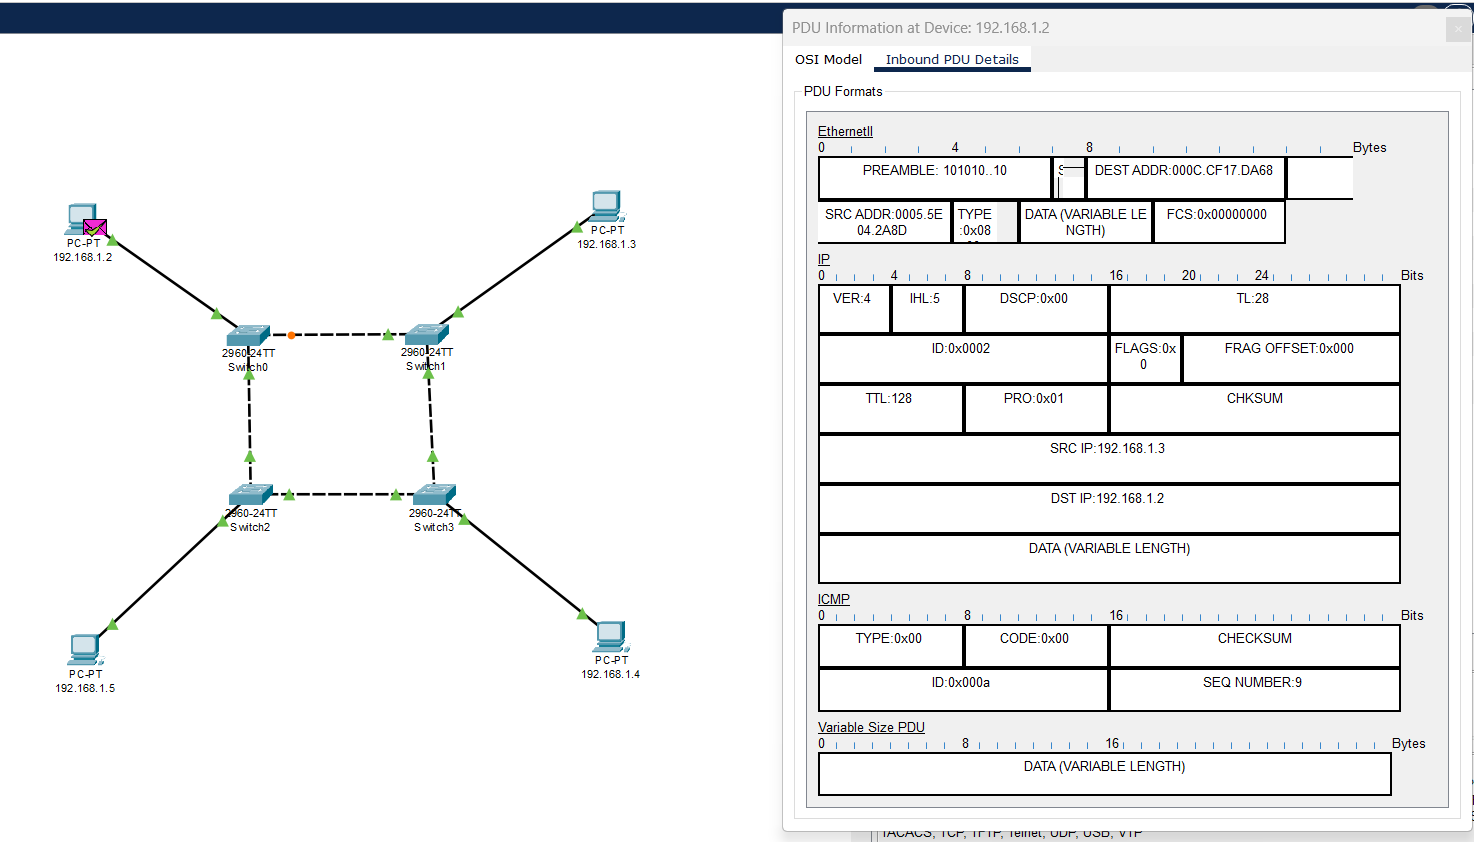 PDU Information at Device: 192.168.1.2
OSI Model Inbound PDU Details
PDU Formats
EthernetII
0 4 8 Bytes
PREAMBLE: 101010..10 DEST ADDR:000C.CF17.DA68
SRC ADDR:0005.5E
04.2A8D
TYPE
:0x08
DATA (VARIABLE LE
NGTH)
FCS:0x00000000
IP
0 4 8 16 20 24 Bits
VER:4 IHL:5 DSCP:0x00 TL:28
ID:0x0002 FLAGS:0x
0
FRAG OFFSET:0x000
TTL:128 PRO:0x01 CHKSUM
SRC IP:192.168.1.3
DST IP:192.168.1.2
DATA (VARIABLE LENGTH)
ICMP
0 8 16 Bits
TYPE:0x00 CODE:0x00 CHECKSUM
ID:0x000a SEQ NUMBER:9
Variable Size PDU
0 8 16 Bytes
DATA (VARIABLE LENGTH)
TACACS, TCP, TFTP, Telnet, UDP, USB, VTP
PC-PT
192.168.1.2
PC-PT
192.168.1.3
2960-24TT
Switch0
2960-24TT
Switch1
2960-24TT
Switch2
2960-24TT
Switch3
PC-PT
192.168.1.5
PC-PT
192.168.1.4